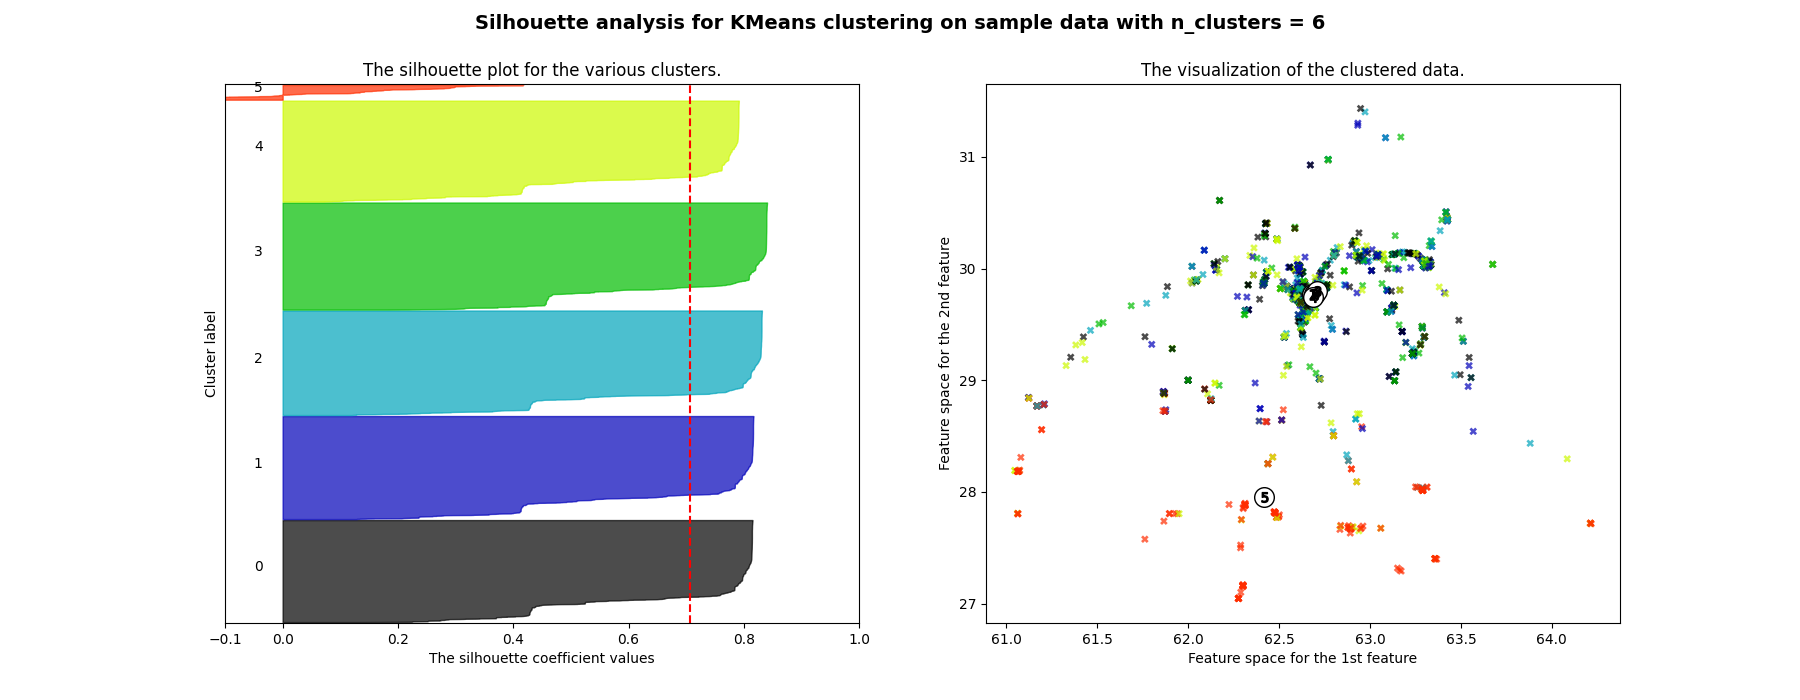 Silhouette analysis for KMeans clustering on sample data with n_clusters = 6
The silhouette plot for the various clusters.
5
4
3
2
1
0
Cluster label
−0.1 0.0 0.2 0.4 0.6 0.8 1.0
The silhouette coefficient values
The visualization of the clustered data.
31
30
29
28
27
5
Feature space for the 2nd feature
61.0 61.5 62.0 62.5 63.0 63.5 64.0
Feature space for the 1st feature